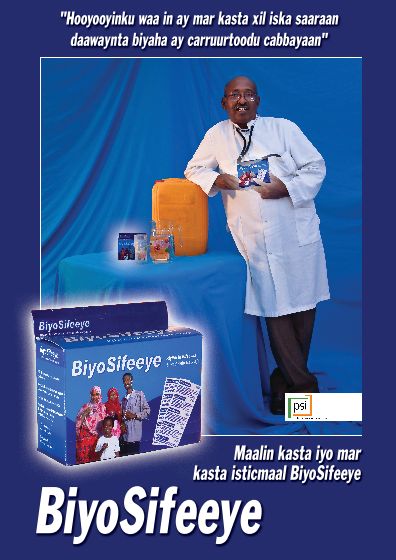 "Hooyooyinku waa in ay mar kasta xil iska saaraan
daawaynta biyaha ay carruurtoodu cabbayaan"
BiyoSifeeye
BiyoSifeeye
psi
Maalin kasta iyo mar
kasta isticmaal BiyoSifeeye
BiyoSifeeye